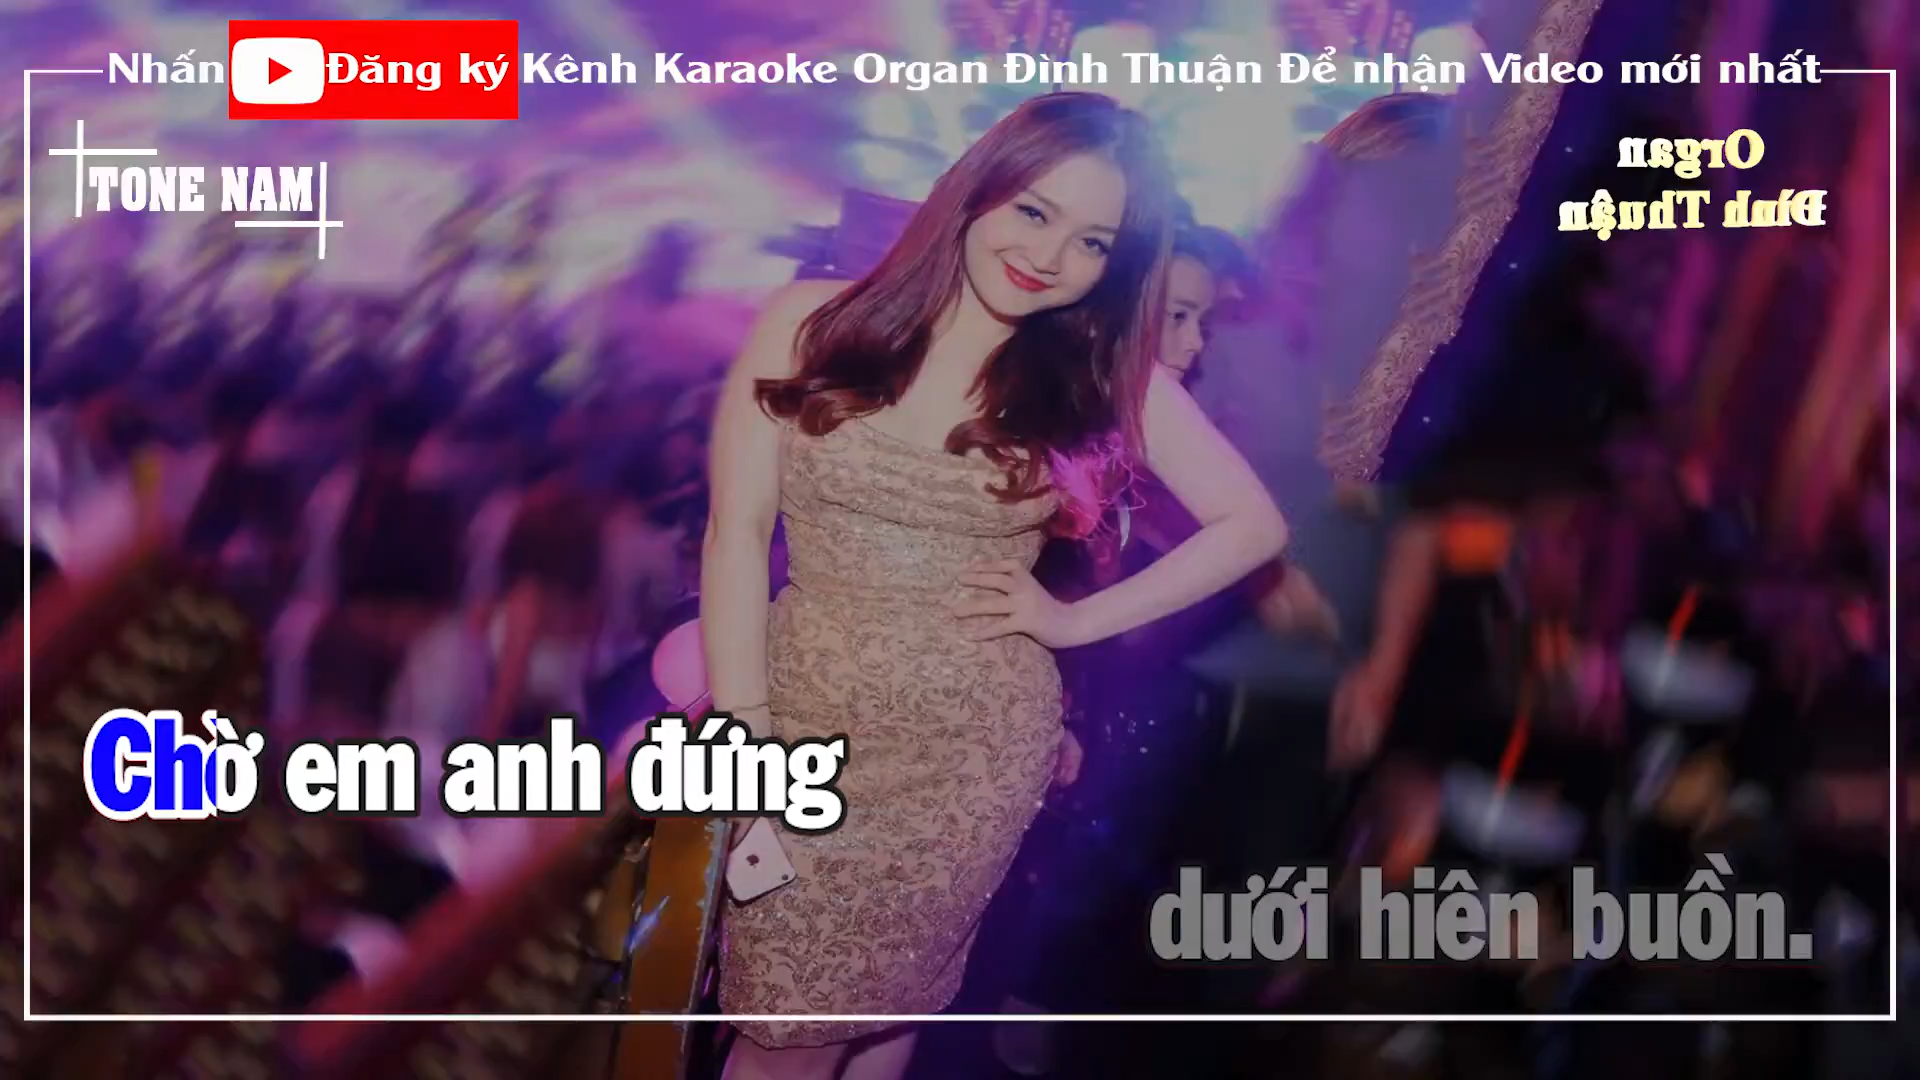 Nhấn Đăng ký Kênh Karaoke Organ Đình Thuận Để nhận Video mới nhất
TONE NAM
Organ
Đình Thuận
Chờ em anh đứng
dưới hiên buồn.